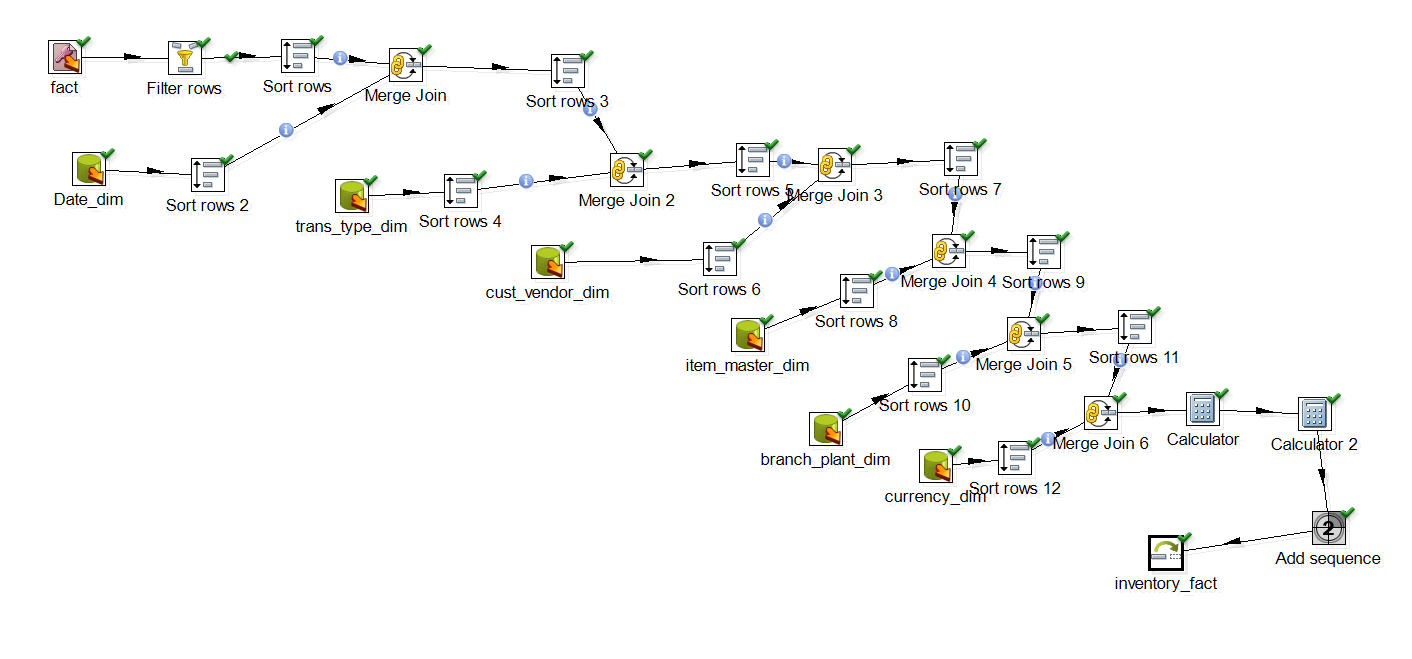 fact
Filter rows
Sort rows
Merge Join
Sort rows 3
Date_dim
Sort rows 2
trans_type_dim
Sort rows 4
Merge Join 2
Sort rows 5
Merge Join 3
Sort rows 7
cust_vendor_dim
Sort rows 6
Merge Join 4
Sort rows 9
item_master_dim
Sort rows 8
Merge Join 5
Sort rows 11
branch_plant_dim
Sort rows 10
Merge Join 6
Calculator
Calculator 2
currency_dim
Sort rows 12
2
Add sequence
inventory_fact